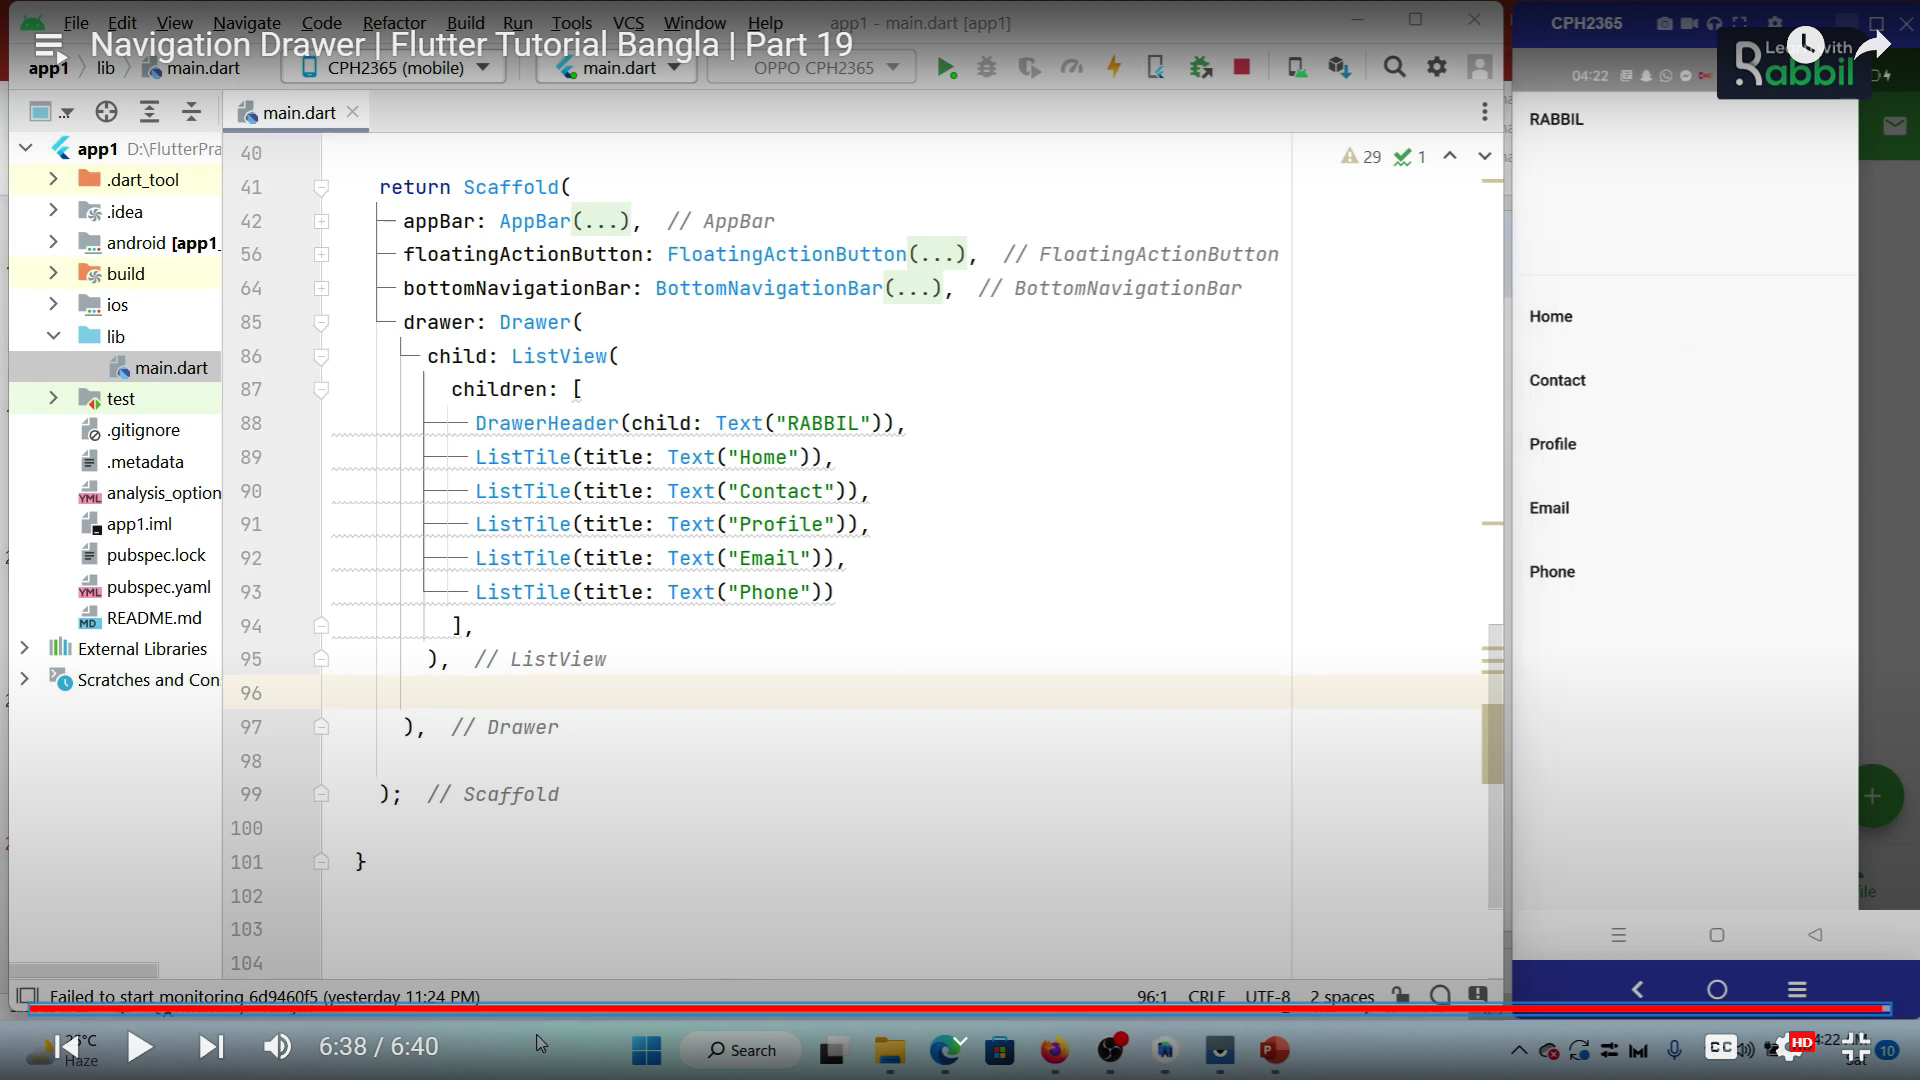 File Edit View Navigate Code Refactor Build Run Tools VCS Window Help app1 - main.dart [app1]
Navigation Drawer | Flutter Tutorial Bangla | Part 19
app1 lib main.dart CPH2365 (mobile) main.dart OPPO CPH2365
main.dart
app1 D:\FlutterPra
.dart_tool
.idea
android [app1_
build
ios
lib
main.dart
test
.gitignore
.metadata
analysis_option
app1.iml
pubspec.lock
pubspec.yaml
README.md
External Libraries
Scratches and Con
29 1
40
41 return Scaffold(
42 appBar: AppBar(...), // AppBar
56 floatingActionButton: FloatingActionButton(...), // FloatingActionButton
64 bottomNavigationBar: BottomNavigationBar(...), // BottomNavigationBar
85 drawer: Drawer(
86 child: ListView(
87 children: [
88 DrawerHeader(child: Text("RABBIL")),
89 ListTile(title: Text("Home")),
90 ListTile(title: Text("Contact")),
91 ListTile(title: Text("Profile")),
92 ListTile(title: Text("Email")),
93 ListTile(title: Text("Phone"))
94 ],
95 ), // ListView
96
97 ), // Drawer
98
99 ); // Scaffold
100
101 }
102
103
104
Failed to start monitoring 6d9460f5 (yesterday 11:24 PM) 96:1 CRLF UTF-8 2 spaces
CPH2365
Learn with
Rabbil
04:22
RABBIL
Home
Contact
Profile
Email
Phone
6:38 / 6:40
Haze
Search
CC
HD
10